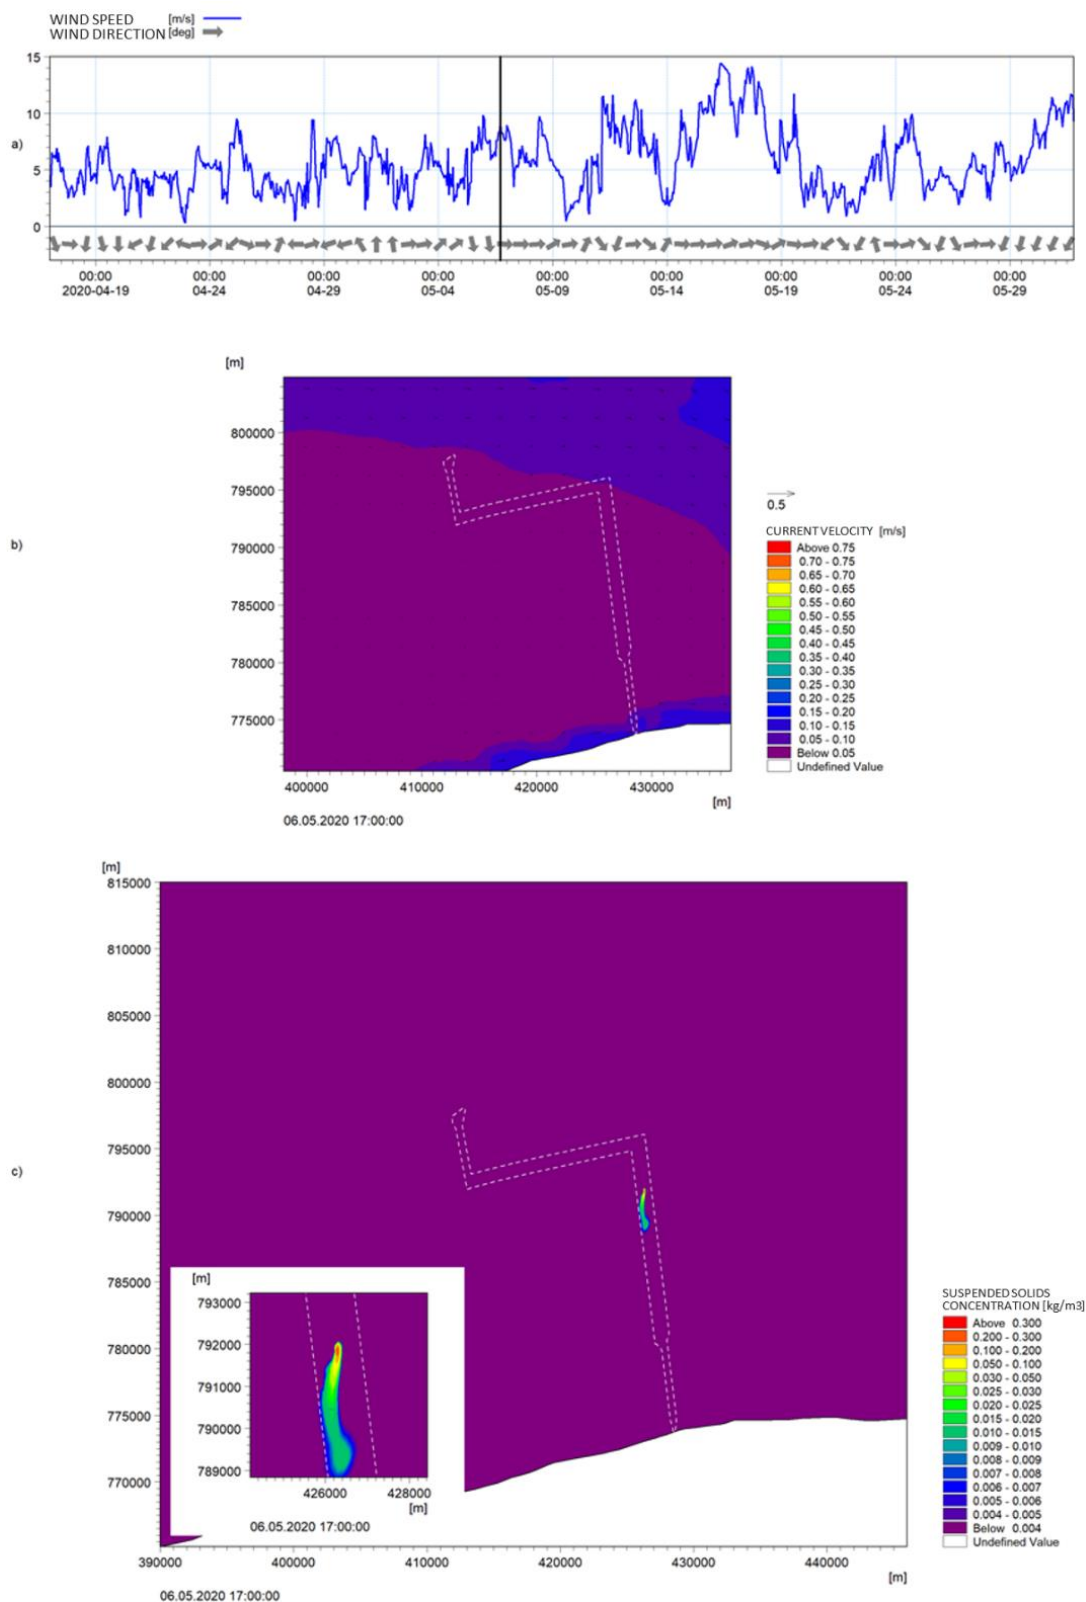 WIND SPEED [m/s]
WIND DIRECTION [deg]
15
10
a)
5
0
00:00 00:00 00:00 00:00 00:00 00:00 00:00 00:00 00:00
2020-04-19 04-24 04-29 05-04 05-09 05-14 05-19 05-24 05-29
[m]
800000
795000
790000
785000
780000
775000
b)
400000 410000 420000 430000
[m]
06.05.2020 17:00:00
0.5
CURRENT VELOCITY [m/s]
Above 0.75
0.70 - 0.75
0.65 - 0.70
0.60 - 0.65
0.55 - 0.60
0.50 - 0.55
0.45 - 0.50
0.40 - 0.45
0.35 - 0.40
0.30 - 0.35
0.25 - 0.30
0.20 - 0.25
0.15 - 0.20
0.10 - 0.15
0.05 - 0.10
Below 0.05
Undefined Value
[m]
815000
810000
805000
800000
795000
c)
790000
785000
780000
775000
770000
390000 400000 410000 420000 430000 440000
[m]
06.05.2020 17:00:00
[m]
793000
792000
791000
790000
789000
426000 428000
[m]
06.05.2020 17:00:00
SUSPENDED SOLIDS
CONCENTRATION [kg/m3]
Above 0.300
0.200 - 0.300
0.100 - 0.200
0.050 - 0.100
0.030 - 0.050
0.025 - 0.030
0.020 - 0.025
0.015 - 0.020
0.010 - 0.015
0.009 - 0.010
0.008 - 0.009
0.007 - 0.008
0.006 - 0.007
0.005 - 0.006
0.004 - 0.005
Below 0.004
Undefined Value